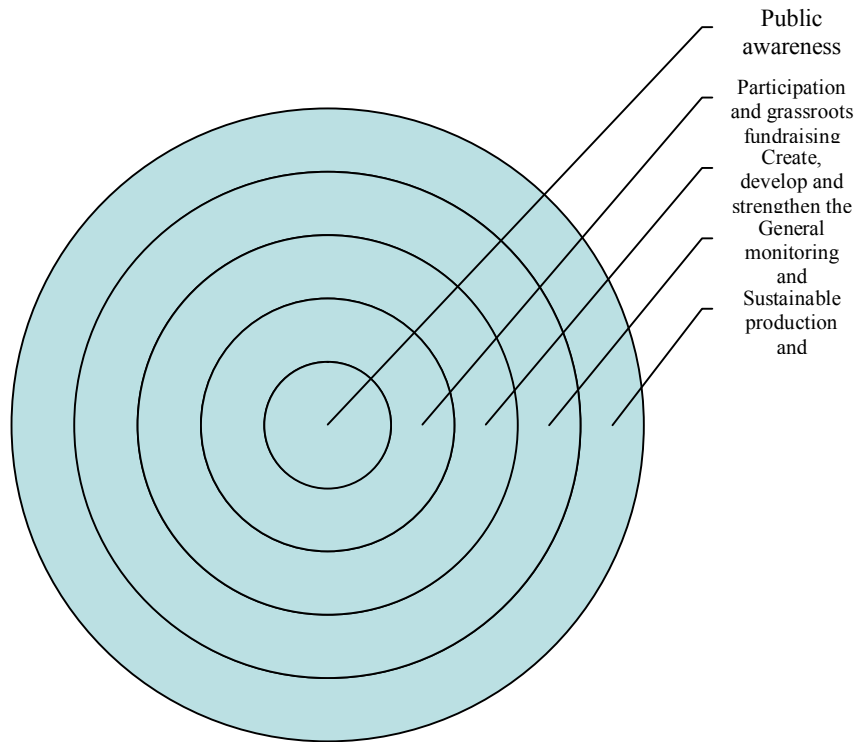 Public
awareness
Participation
and grassroots
fundraising
Create,
develop and
strengthen the
General
monitoring
and
Sustainable
production
and